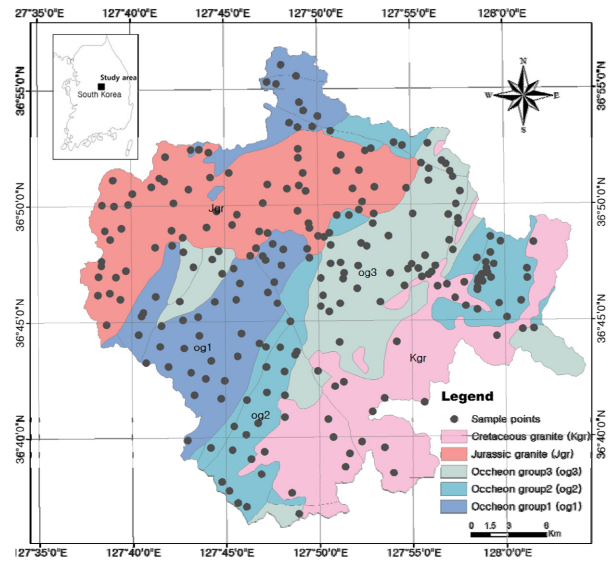 127°35'0"E 127°40'0"E 127°45'0"E 127°50'0"E 127°55'0"E 128°0'0"E
Study area
South Korea
N
W E
S
36°55'0"N 36°55'0"N
36°50'0"N 36°50'0"N
Jgr
og3
36°45'0"N 36°45'0"N
og1
Kgr
og2
36°40'0"N 36°40'0"N
Legend
Sample points
Cretaceous granite (Kgr)
Jurassic granite (Jgr)
Occheon group3 (og3)
Occheon group2 (og2)
Occheon group1 (og1)
0 1.5 3 6
Km
127°35'0"E 127°40'0"E 127°45'0"E 127°50'0"E 127°55'0"E 128°0'0"E